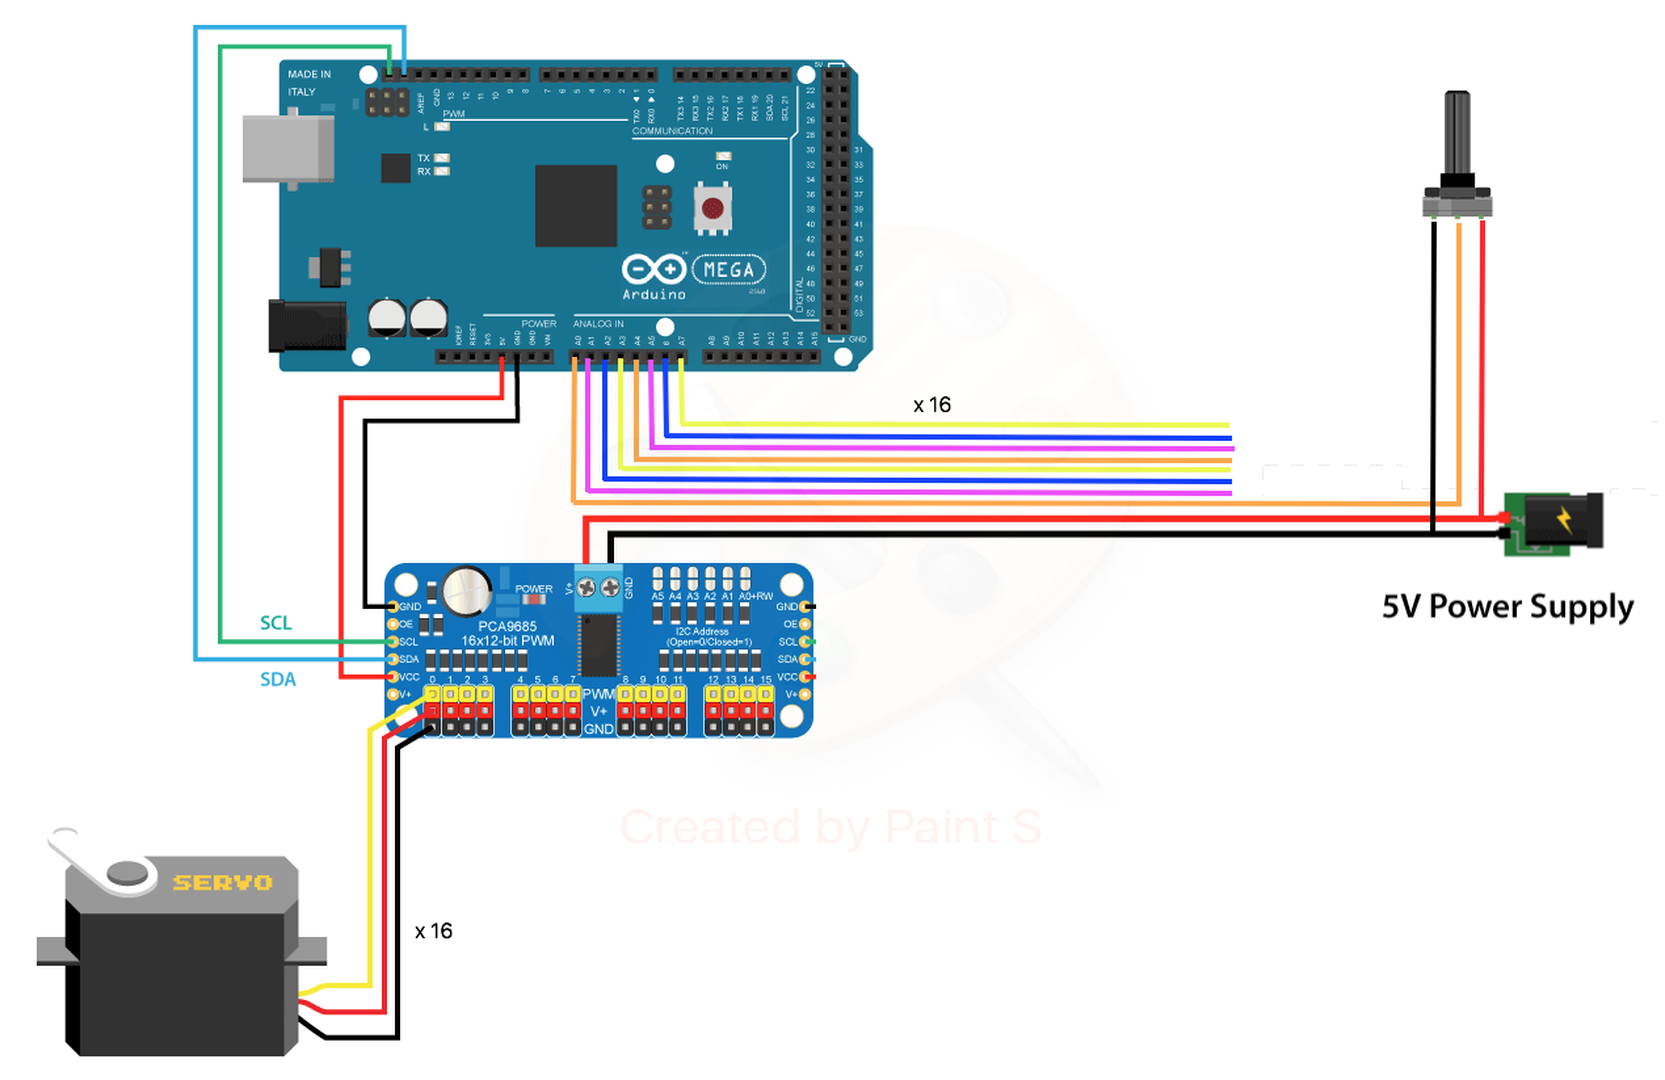 MADE IN
ITALY
AREF
GND
13
12
11
10
9
8
7
6
5
4
3
2
TX0 ◀ 1
RX0 ▶ 0
TX3 14
RX3 15
TX2 16
RX2 17
TX1 18
RX1 19
SDA 20
SCL 21
5V
PWM
COMMUNICATION
L
TX
RX
ON
22
24
26
28
30
31
32
33
34
35
36
37
38
39
40
41
42
43
44
45
46
47
48
49
50
51
52
53
DIGITAL
GND
MEGA
2560
Arduino
POWER
ANALOG IN
IOREF
RESET
3V3
5V
GND
GND
VIN
A0
A1
A2
A3
A4
A5
6
A7
A8
A9
A10
A11
A12
A13
A14
A15
x 16
5V Power Supply
SCL
SDA
GND
OE
SCL
SDA
VCC
V+
POWER
V+
GND
A5
A4
A3
A2
A1
A0+RW
PCA9685
16x12-bit PWM
I2C Address
(Open=0/Closed=1)
GND
OE
SCL
SDA
VCC
V+
0
1
2
3
4
5
6
7
8
9
10
11
12
13
14
15
PWM
V+
GND
Created by Paint S
SERVO
x 16